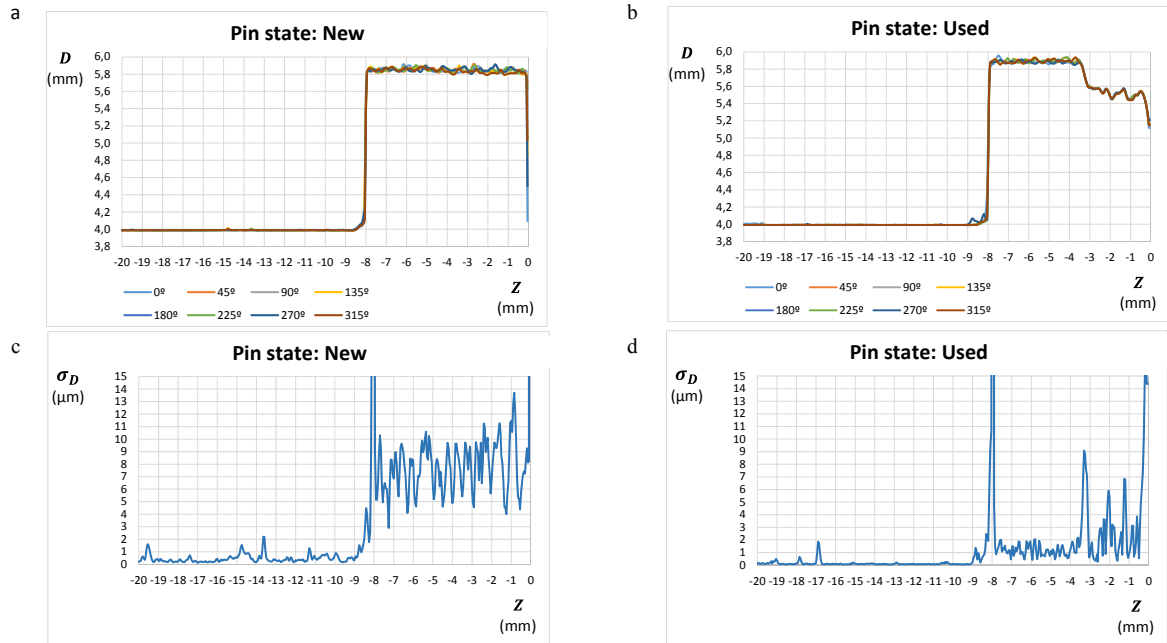 a
Pin state: New
D
(mm)
6,0
5,8
5,6
5,4
5,2
5,0
4,8
4,6
4,4
4,2
4,0
3,8
-20 -19 -18 -17 -16 -15 -14 -13 -12 -11 -10 -9 -8 -7 -6 -5 -4 -3 -2 -1 0
Z
(mm)
0º 45º 90º 135º
180º 225º 270º 315º
b
Pin state: Used
D
(mm)
6,0
5,8
5,6
5,4
5,2
5,0
4,8
4,6
4,4
4,2
4,0
3,8
-20 -19 -18 -17 -16 -15 -14 -13 -12 -11 -10 -9 -8 -7 -6 -5 -4 -3 -2 -1 0
Z
(mm)
0º 45º 90º 135º
180º 225º 270º 315º
c
Pin state: New
σD
(µm)
15
14
13
12
11
10
9
8
7
6
5
4
3
2
1
0
-20 -19 -18 -17 -16 -15 -14 -13 -12 -11 -10 -9 -8 -7 -6 -5 -4 -3 -2 -1 0
Z
(mm)
d
Pin state: Used
σD
(µm)
15
14
13
12
11
10
9
8
7
6
5
4
3
2
1
0
-20 -19 -18 -17 -16 -15 -14 -13 -12 -11 -10 -9 -8 -7 -6 -5 -4 -3 -2 -1 0
Z
(mm)